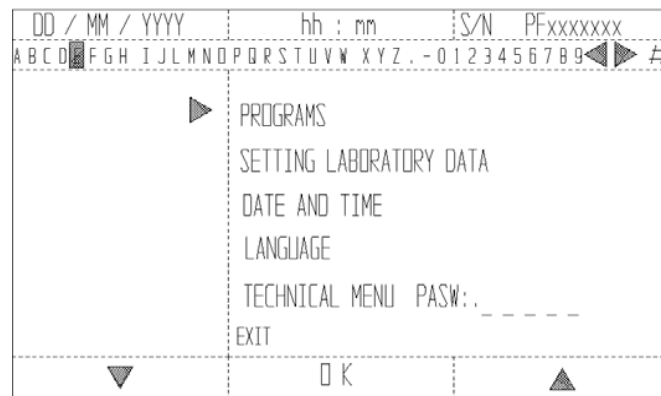 DD / MM / YYYY hh : mm S/N PFxxxxxxx
A B C D E F G H I J L M N O P Q R S T U V W X Y Z . - 0 1 2 3 4 5 6 7 8 9 ◀ ▶ #
▶ PROGRAMS
SETTING LABORATORY DATA
DATE AND TIME
LANGUAGE
TECHNICAL MENU PASW:._ _ _ _ _
EXIT
▼ OK ▲